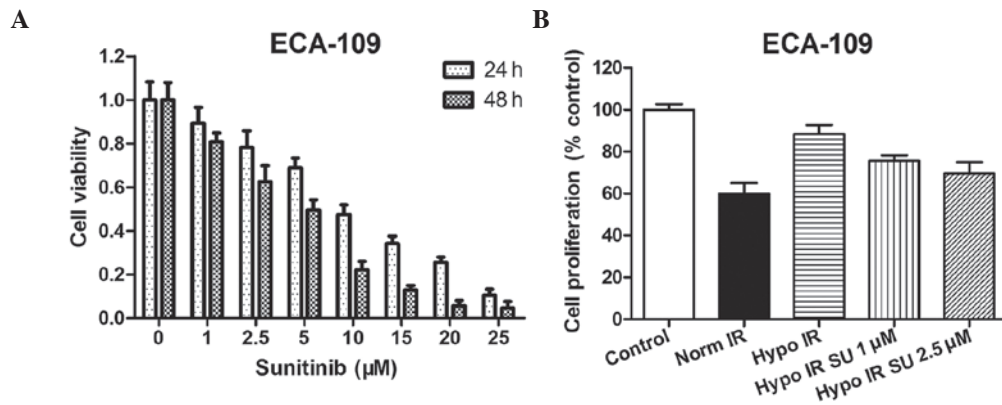 A
ECA-109
24 h
48 h
1.2
1.0
0.8
0.6
0.4
0.2
0.0
Cell viability
0 1 2.5 5 10 15 20 25
Sunitinib (µM)
B
ECA-109
120
100
80
60
40
20
0
Cell proliferation (% control)
Control
Norm IR
Hypo IR
Hypo IR SU 1 µM
Hypo IR SU 2.5 µM